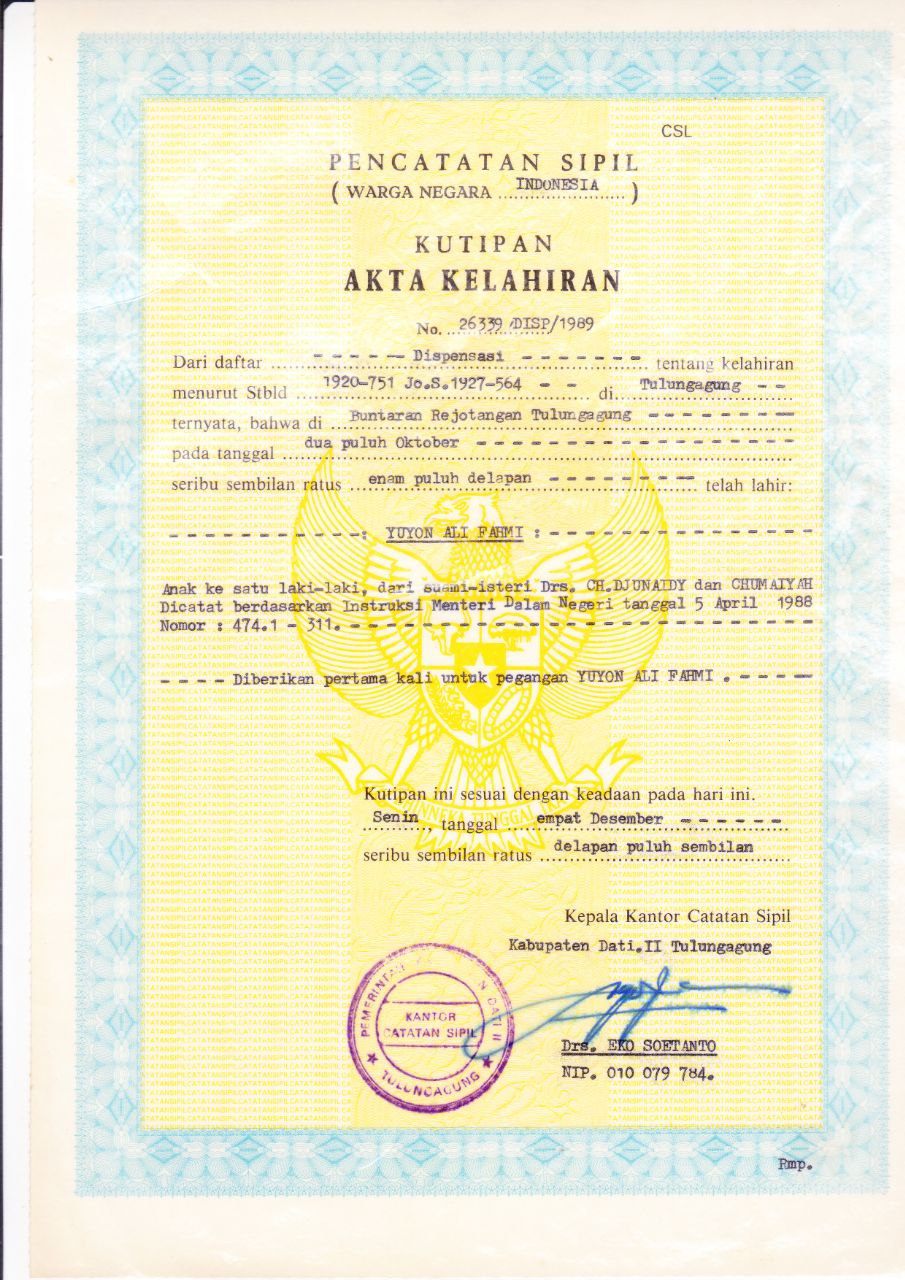 CSL
PENCATATAN SIPIL
( WARGA NEGARA INDONESIA )
KUTIPAN
AKTA KELAHIRAN
No. 26339/DISP/1989
Dari daftar - - - - - Dispensasi - - - - - - - tentang kelahiran
menurut Stbld 1920-751 Jo.S.1927-564 - - di Tulungagung - -
ternyata, bahwa di Buntaran Rejotangan Tulungagung - - - - - - - - -
pada tanggal dua puluh Oktober - - - - - - - - - - - - - - - - - - -
seribu sembilan ratus enam puluh delapan - - - - - - - - - telah lahir:
- - - - - - - - - - -: YUYON ALI FAHMI : - - - - - - - - - - - - - - -
Anak ke satu laki-laki, dari suami-isteri Drs. CH.DJUNAIDY dan CHUMAIYAH
Dicatat berdasarkan Instruksi Menteri Dalam Negeri tanggal 5 April 1988
Nomor : 474.1 - 311. - - - - - - - - - - - - - - - - - - - - - - - - - -
- - - - Diberikan pertama kali untuk pegangan YUYON ALI FAHMI . - - - - -
Kutipan ini sesuai dengan keadaan pada hari ini.
Senin, tanggal empat Desember - - - - - -
seribu sembilan ratus delapan puluh sembilan
Kepala Kantor Catatan Sipil
Kabupaten Dati.II Tulungagung
KANTOR
CATATAN SIPIL
TULUNGAGUNG
Drs. EKO SOETANTO
NIP. 010 079 784.
Rmp.